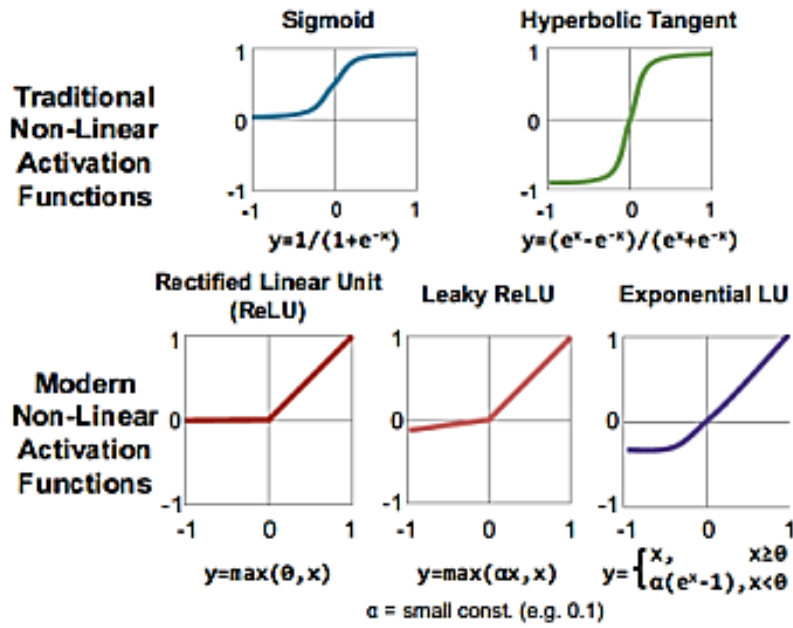 Sigmoid
Hyperbolic Tangent
Traditional
Non-Linear
Activation
Functions
1
0
-1
-1
0
1
y=1/(1+e⁻ˣ)
1
0
-1
-1
0
1
y=(eˣ-e⁻ˣ)/(eˣ+e⁻ˣ)
Rectified Linear Unit
(ReLU)
Leaky ReLU
Exponential LU
Modern
Non-Linear
Activation
Functions
1
0
-1
-1
0
1
y=max(0,x)
1
0
-1
-1
0
1
y=max(αx,x)
1
0
-1
-1
0
1
y={x, x≥0
α(eˣ-1),x<0
α = small const. (e.g. 0.1)